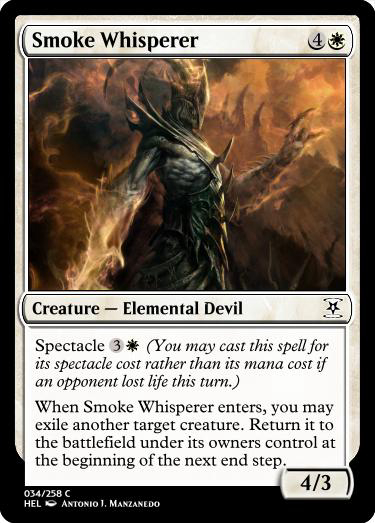 Smoke Whisperer 4
Creature — Elemental Devil
Spectacle 3 (You may cast this spell for
its spectacle cost rather than its mana cost if
an opponent lost life this turn.)
When Smoke Whisperer enters, you may
exile another target creature. Return it to
the battlefield under its owners control at
the beginning of the next end step.
4/3
034/258 C
HEL Antonio J. Manzanedo